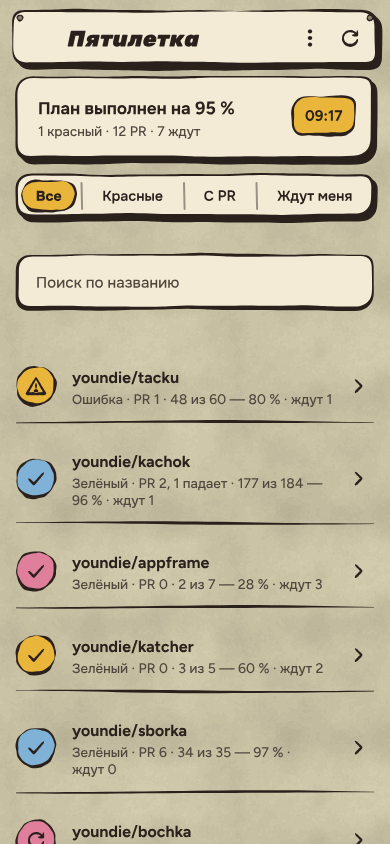 Пятилетка
План выполнен на 95 %
1 красный · 12 PR · 7 ждут
09:17
Все
Красные
С PR
Ждут меня
Поиск по названию
youndie/tacku
Ошибка · PR 1 · 48 из 60 — 80 % · ждут 1
youndie/kachok
Зелёный · PR 2, 1 падает · 177 из 184 —
96 % · ждут 1
youndie/appframe
Зелёный · PR 0 · 2 из 7 — 28 % · ждут 3
youndie/katcher
Зелёный · PR 0 · 3 из 5 — 60 % · ждут 2
youndie/sborka
Зелёный · PR 6 · 34 из 35 — 97 % ·
ждут 0
youndie/bochka